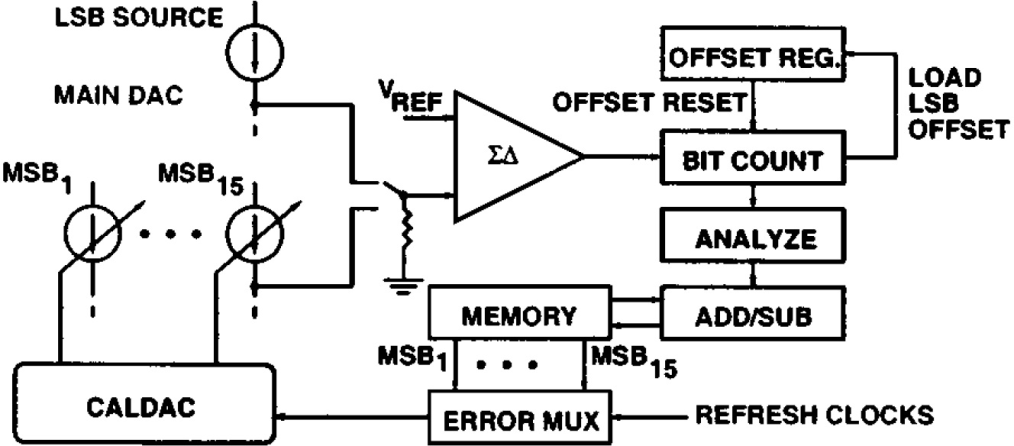 LSB SOURCE
MAIN DAC
MSB1
MSB15
VREF
ΣΔ
OFFSET REG.
OFFSET RESET
LOAD
LSB
OFFSET
BIT COUNT
ANALYZE
ADD/SUB
MEMORY
MSB1
MSB15
CALDAC
ERROR MUX
REFRESH CLOCKS